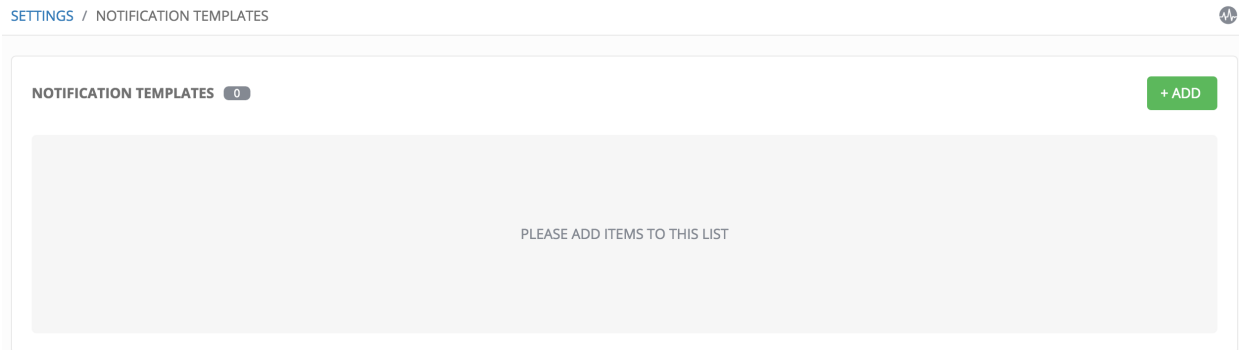 SETTINGS / NOTIFICATION TEMPLATES
NOTIFICATION TEMPLATES 0
+ ADD
PLEASE ADD ITEMS TO THIS LIST